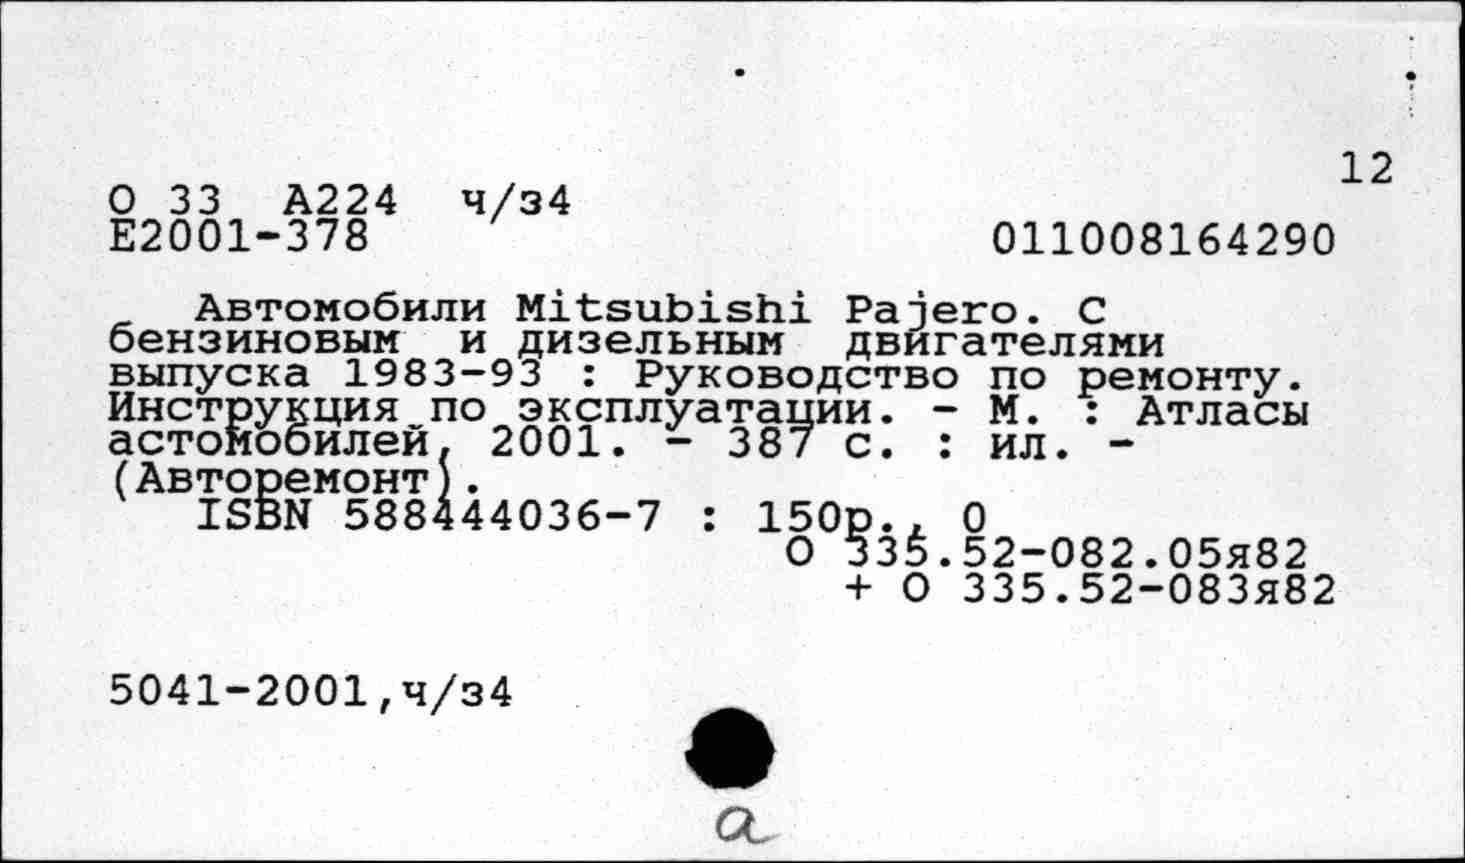 12
О 33 А224 ч/з4
Е2001-378
011008164290
Автомобили Mitsubishi Pajero. С
бензиновым и дизельным двигателями
выпуска 1983-93 : Руководство по ремонту.
Инструкция по эксплуатации. - М. : Атласы
астомобилей, 2001. - 387 с. : ил. -
(Авторемонт).
ISBN 588444036-7 : 150р., 0
О 335.52-082.05я82
+ О 335.52-083я82
5041-2001,ч/з4
а